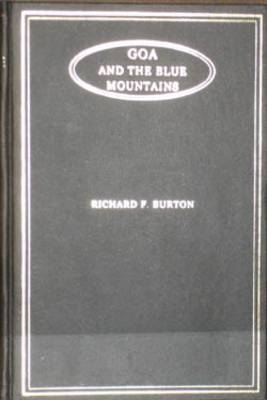 GOA
AND THE BLUE
MOUNTAINS
RICHARD F. BURTON